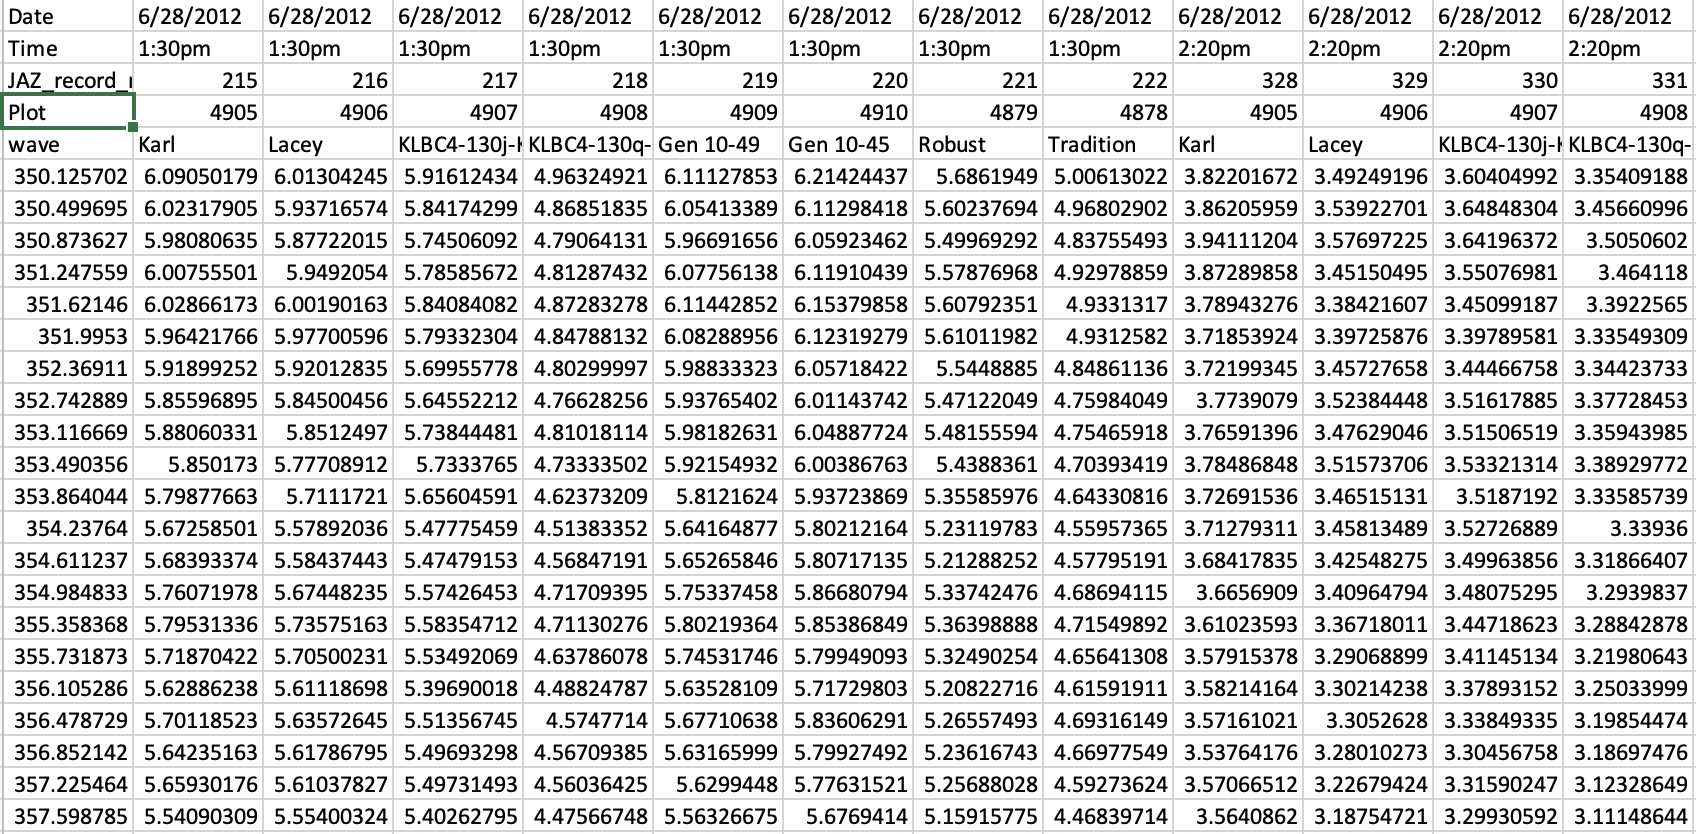 Date 6/28/2012 6/28/2012 6/28/2012 6/28/2012 6/28/2012 6/28/2012 6/28/2012 6/28/2012 6/28/2012 6/28/2012 6/28/2012 6/28/2012
Time 1:30pm 1:30pm 1:30pm 1:30pm 1:30pm 1:30pm 1:30pm 1:30pm 2:20pm 2:20pm 2:20pm 2:20pm
JAZ_record_ 215 216 217 218 219 220 221 222 328 329 330 331
Plot 4905 4906 4907 4908 4909 4910 4879 4878 4905 4906 4907 4908
wave Karl Lacey KLBC4-130j-K KLBC4-130q- Gen 10-49 Gen 10-45 Robust Tradition Karl Lacey KLBC4-130j-K KLBC4-130q-
350.125702 6.09050179 6.01304245 5.91612434 4.96324921 6.11127853 6.21424437 5.6861949 5.00613022 3.82201672 3.49249196 3.60404992 3.35409188
350.499695 6.02317905 5.93716574 5.84174299 4.86851835 6.05413389 6.11298418 5.60237694 4.96802902 3.86205959 3.53922701 3.64848304 3.45660996
350.873627 5.98080635 5.87722015 5.74506092 4.79064131 5.96691656 6.05923462 5.49969292 4.83755493 3.94111204 3.57697225 3.64196372 3.5050602
351.247559 6.00755501 5.9492054 5.78585672 4.81287432 6.07756138 6.11910439 5.57876968 4.92978859 3.87289858 3.45150495 3.55076981 3.464118
351.62146 6.02866173 6.00190163 5.84084082 4.87283278 6.11442852 6.15379858 5.60792351 4.9331317 3.78943276 3.38421607 3.45099187 3.3922565
351.9953 5.96421766 5.97700596 5.79332304 4.84788132 6.08288956 6.12319279 5.61011982 4.9312582 3.71853924 3.39725876 3.39789581 3.33549309
352.36911 5.91899252 5.92012835 5.69955778 4.80299997 5.98833323 6.05718422 5.5448885 4.84861136 3.72199345 3.45727658 3.44466758 3.34423733
352.742889 5.85596895 5.84500456 5.64552212 4.76628256 5.93765402 6.01143742 5.47122049 4.75984049 3.7739079 3.52384448 3.51617885 3.37728453
353.116669 5.88060331 5.8512497 5.73844481 4.81018114 5.98182631 6.04887724 5.48155594 4.75465918 3.76591396 3.47629046 3.51506519 3.35943985
353.490356 5.850173 5.77708912 5.7333765 4.73333502 5.92154932 6.00386763 5.4388361 4.70393419 3.78486848 3.51573706 3.53321314 3.38929772
353.864044 5.79877663 5.7111721 5.65604591 4.62373209 5.8121624 5.93723869 5.35585976 4.64330816 3.72691536 3.46515131 3.5187192 3.33585739
354.23764 5.67258501 5.57892036 5.47775459 4.51383352 5.64164877 5.80212164 5.23119783 4.55957365 3.71279311 3.45813489 3.52726889 3.33936
354.611237 5.68393374 5.58437443 5.47479153 4.56847191 5.65265846 5.80717135 5.21288252 4.57795191 3.68417835 3.42548275 3.49963856 3.31866407
354.984833 5.76071978 5.67448235 5.57426453 4.71709395 5.75337458 5.86680794 5.33742476 4.68694115 3.6656909 3.40964794 3.48075295 3.2939837
355.358368 5.79531336 5.73575163 5.58354712 4.71130276 5.80219364 5.85386849 5.36398888 4.71549892 3.61023593 3.36718011 3.44718623 3.28842878
355.731873 5.71870422 5.70500231 5.53492069 4.63786078 5.74531746 5.79949093 5.32490254 4.65641308 3.57915378 3.29068899 3.41145134 3.21980643
356.105286 5.62886238 5.61118698 5.39690018 4.48824787 5.63528109 5.71729803 5.20822716 4.61591911 3.58214164 3.30214238 3.37893152 3.25033999
356.478729 5.70118523 5.63572645 5.51356745 4.5747714 5.67710638 5.83606291 5.26557493 4.69316149 3.57161021 3.3052628 3.33849335 3.19854474
356.852142 5.64235163 5.61786795 5.49693298 4.56709385 5.63165999 5.79927492 5.23616743 4.66977549 3.53764176 3.28010273 3.30456758 3.18697476
357.225464 5.65930176 5.61037827 5.49731493 4.56036425 5.6299448 5.77631521 5.25688028 4.59273624 3.57066512 3.22679424 3.31590247 3.12328649
357.598785 5.54090309 5.55400324 5.40262795 4.47566748 5.56326675 5.6769414 5.15915775 4.46839714 3.5640862 3.18754721 3.29930592 3.11148644